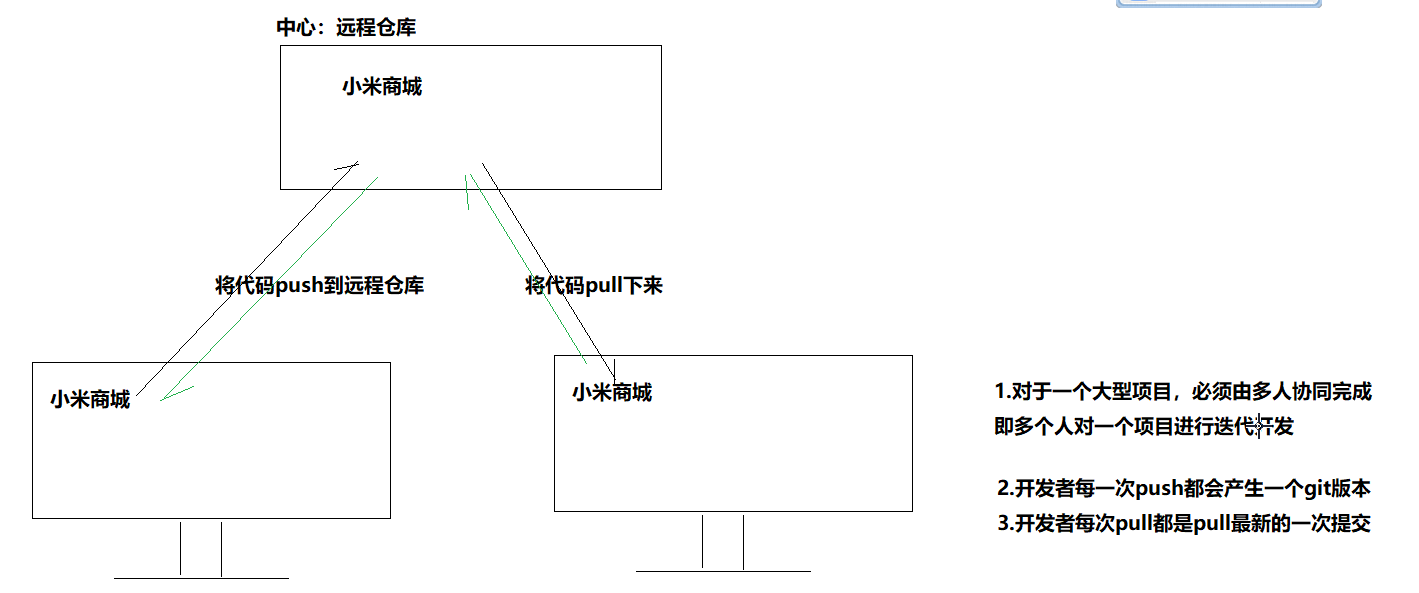 中心：远程仓库
小米商城
将代码push到远程仓库
将代码pull下来
小米商城
小米商城
1.对于一个大型项目，必须由多人协同完成
即多个人对一个项目进行迭代开发
2.开发者每一次push都会产生一个git版本
3.开发者每次pull都是pull最新的一次提交